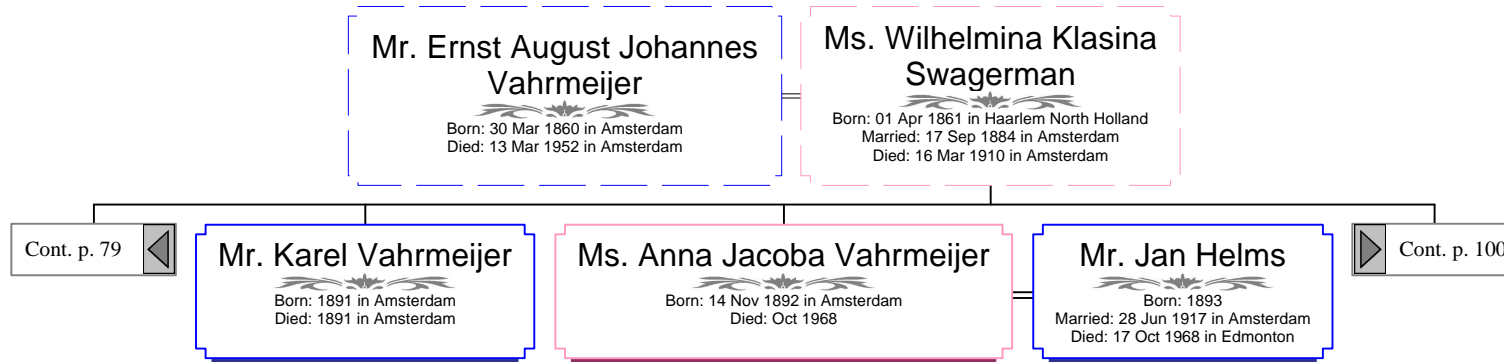 Mr. Ernst August Johannes
Vahrmeijer
Born: 30 Mar 1860 in Amsterdam
Died: 13 Mar 1952 in Amsterdam
Ms. Wilhelmina Klasina
Swagerman
Born: 01 Apr 1861 in Haarlem North Holland
Married: 17 Sep 1884 in Amsterdam
Died: 16 Mar 1910 in Amsterdam
Cont. p. 79
Mr. Karel Vahrmeijer
Born: 1891 in Amsterdam
Died: 1891 in Amsterdam
Ms. Anna Jacoba Vahrmeijer
Born: 14 Nov 1892 in Amsterdam
Died: Oct 1968
Mr. Jan Helms
Born: 1893
Married: 28 Jun 1917 in Amsterdam
Died: 17 Oct 1968 in Edmonton
Cont. p. 100